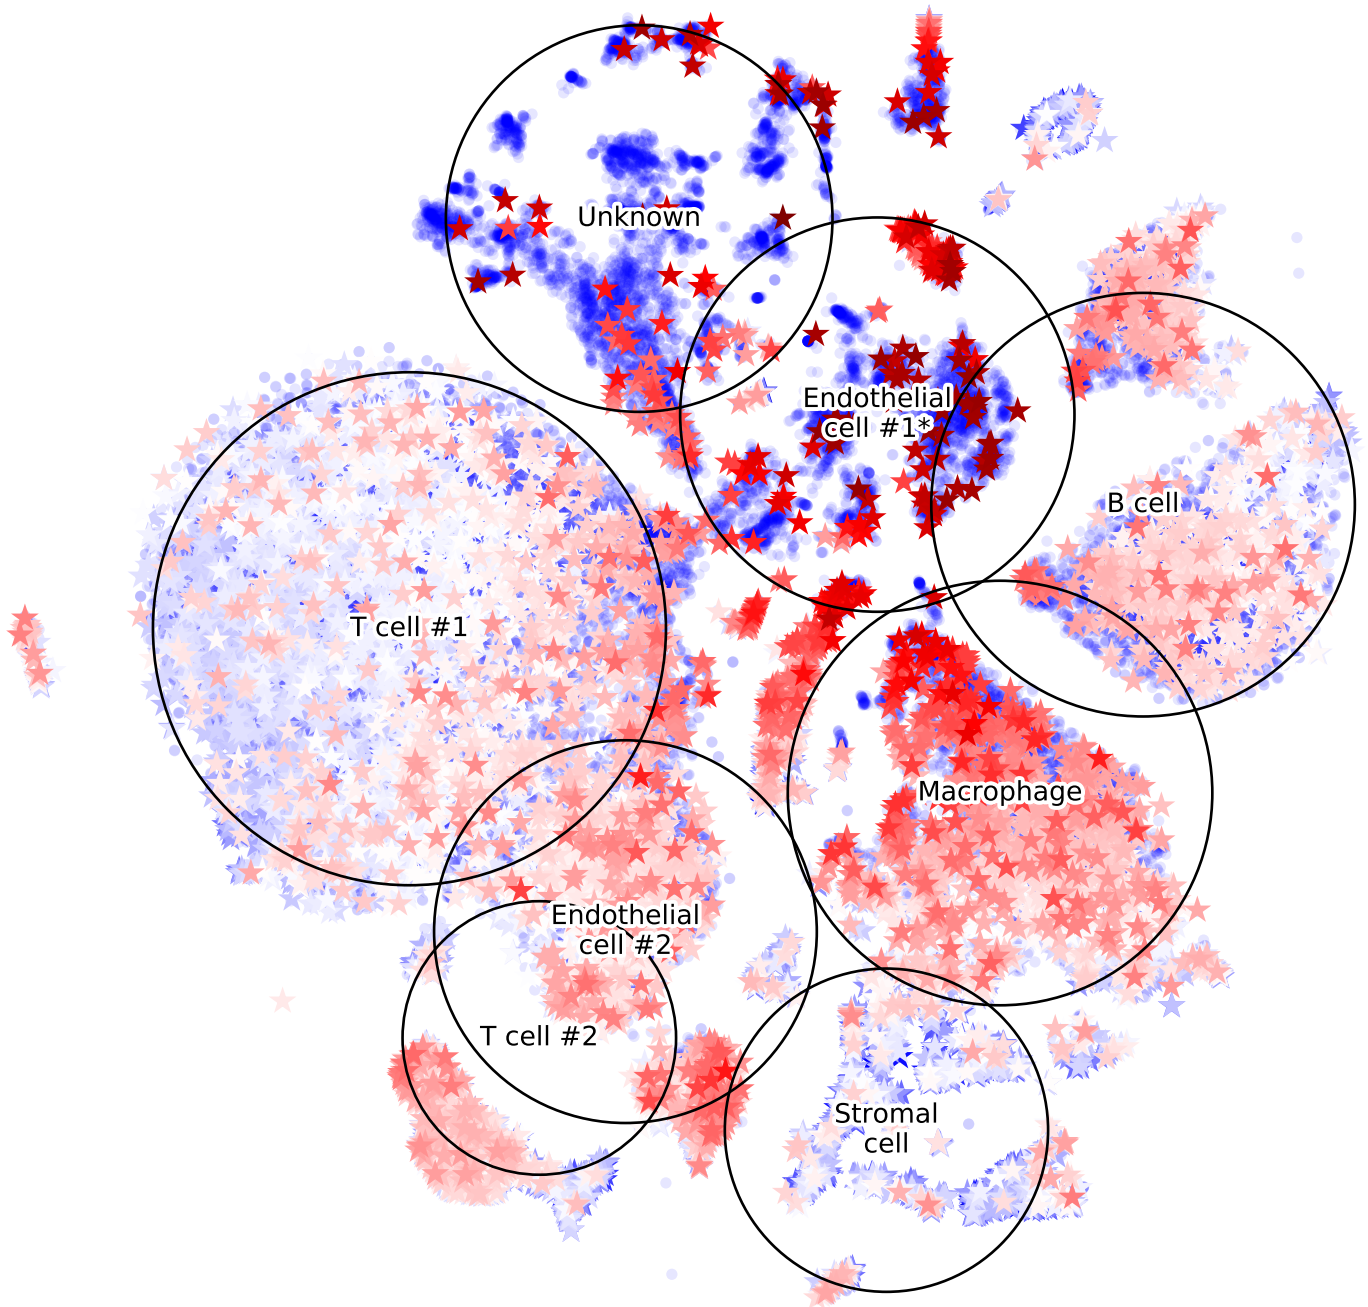 Unknown
Endothelial
cell #1*
B cell
T cell #1
Macrophage
Endothelial
cell #2
T cell #2
Stromal
cell